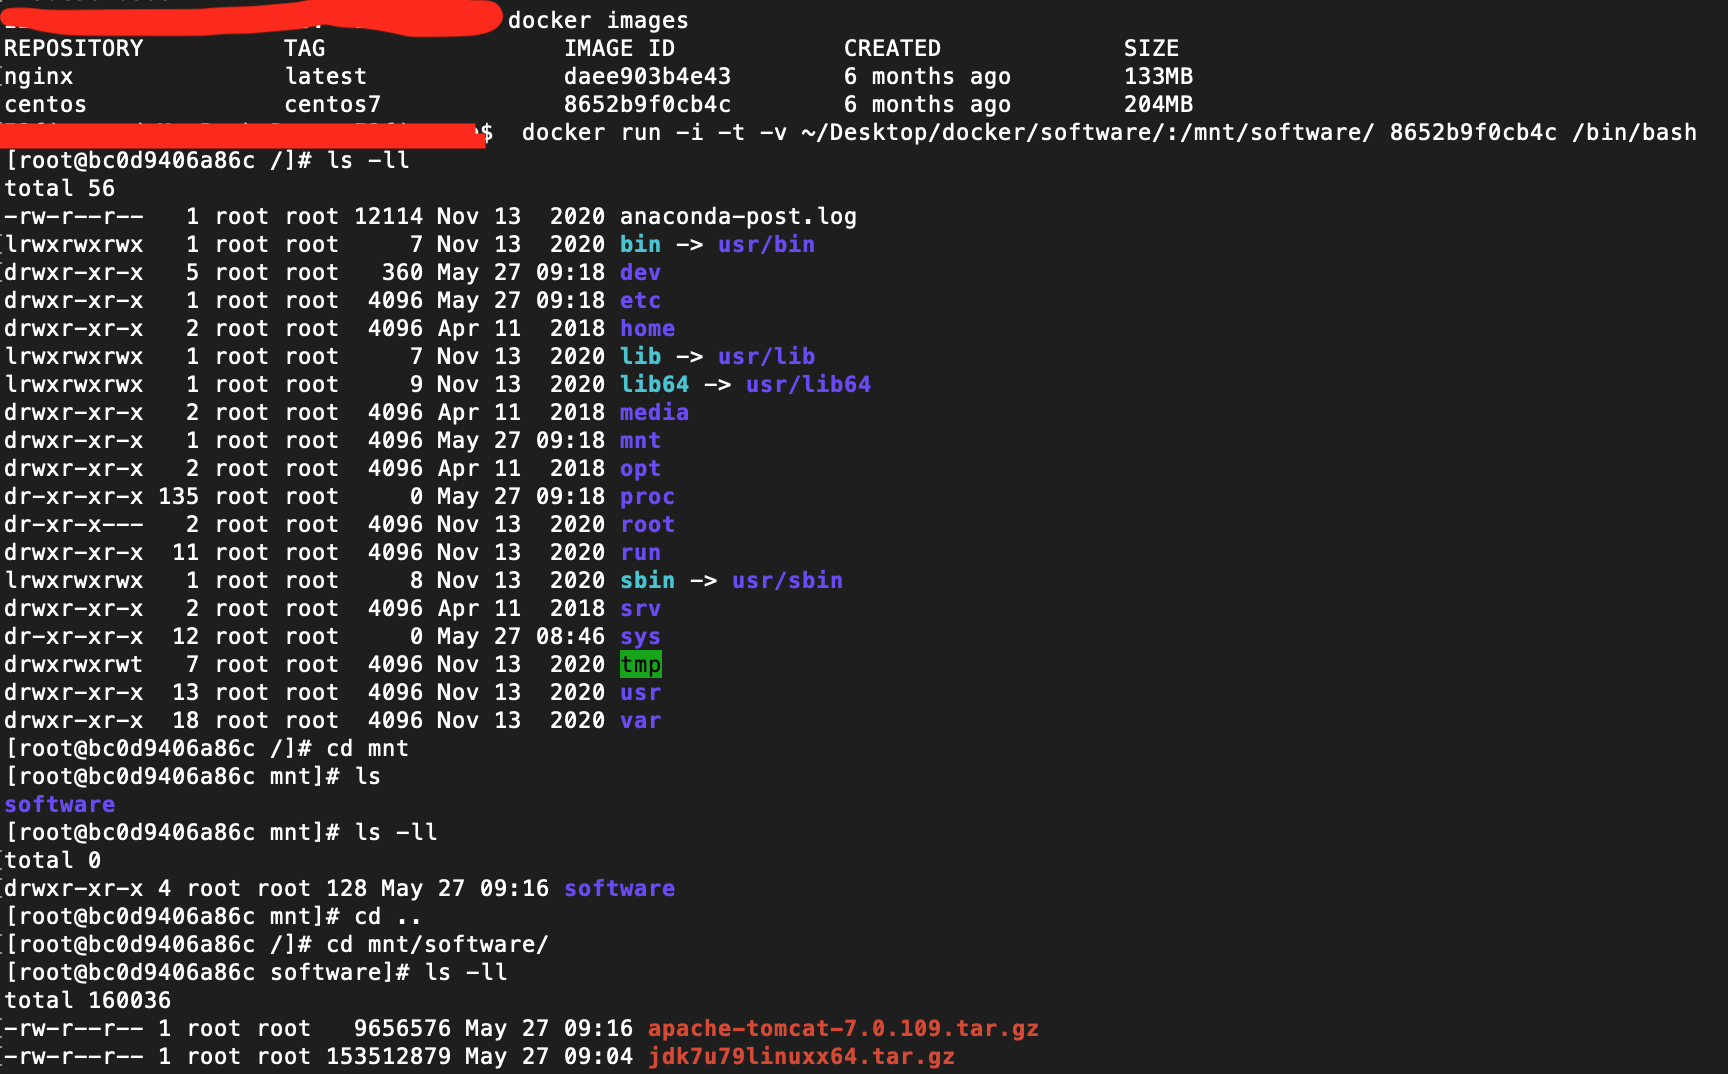 docker images
REPOSITORY TAG IMAGE ID CREATED SIZE
nginx latest daee903b4e43 6 months ago 133MB
centos centos7 8652b9f0cb4c 6 months ago 204MB
$ docker run -i -t -v ~/Desktop/docker/software/:/mnt/software/ 8652b9f0cb4c /bin/bash
[root@bc0d9406a86c /]# ls -ll
total 56
-rw-r--r-- 1 root root 12114 Nov 13 2020 anaconda-post.log
lrwxrwxrwx 1 root root 7 Nov 13 2020 bin -> usr/bin
drwxr-xr-x 5 root root 360 May 27 09:18 dev
drwxr-xr-x 1 root root 4096 May 27 09:18 etc
drwxr-xr-x 2 root root 4096 Apr 11 2018 home
lrwxrwxrwx 1 root root 7 Nov 13 2020 lib -> usr/lib
lrwxrwxrwx 1 root root 9 Nov 13 2020 lib64 -> usr/lib64
drwxr-xr-x 2 root root 4096 Apr 11 2018 media
drwxr-xr-x 1 root root 4096 May 27 09:18 mnt
drwxr-xr-x 2 root root 4096 Apr 11 2018 opt
dr-xr-xr-x 135 root root 0 May 27 09:18 proc
dr-xr-x--- 2 root root 4096 Nov 13 2020 root
drwxr-xr-x 11 root root 4096 Nov 13 2020 run
lrwxrwxrwx 1 root root 8 Nov 13 2020 sbin -> usr/sbin
drwxr-xr-x 2 root root 4096 Apr 11 2018 srv
dr-xr-xr-x 12 root root 0 May 27 08:46 sys
drwxrwxrwt 7 root root 4096 Nov 13 2020 tmp
drwxr-xr-x 13 root root 4096 Nov 13 2020 usr
drwxr-xr-x 18 root root 4096 Nov 13 2020 var
[root@bc0d9406a86c /]# cd mnt
[root@bc0d9406a86c mnt]# ls
software
[root@bc0d9406a86c mnt]# ls -ll
total 0
drwxr-xr-x 4 root root 128 May 27 09:16 software
[root@bc0d9406a86c mnt]# cd ..
[root@bc0d9406a86c /]# cd mnt/software/
[root@bc0d9406a86c software]# ls -ll
total 160036
-rw-r--r-- 1 root root 9656576 May 27 09:16 apache-tomcat-7.0.109.tar.gz
-rw-r--r-- 1 root root 153512879 May 27 09:04 jdk7u79linuxx64.tar.gz